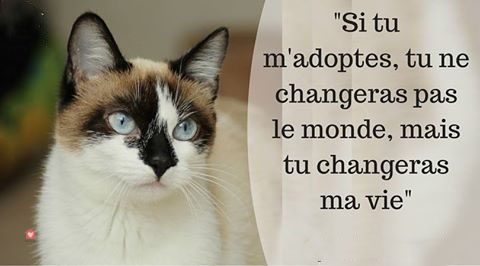 "Si tu
m'adoptes, tu ne
changeras pas
le monde, mais
tu changeras
ma vie"